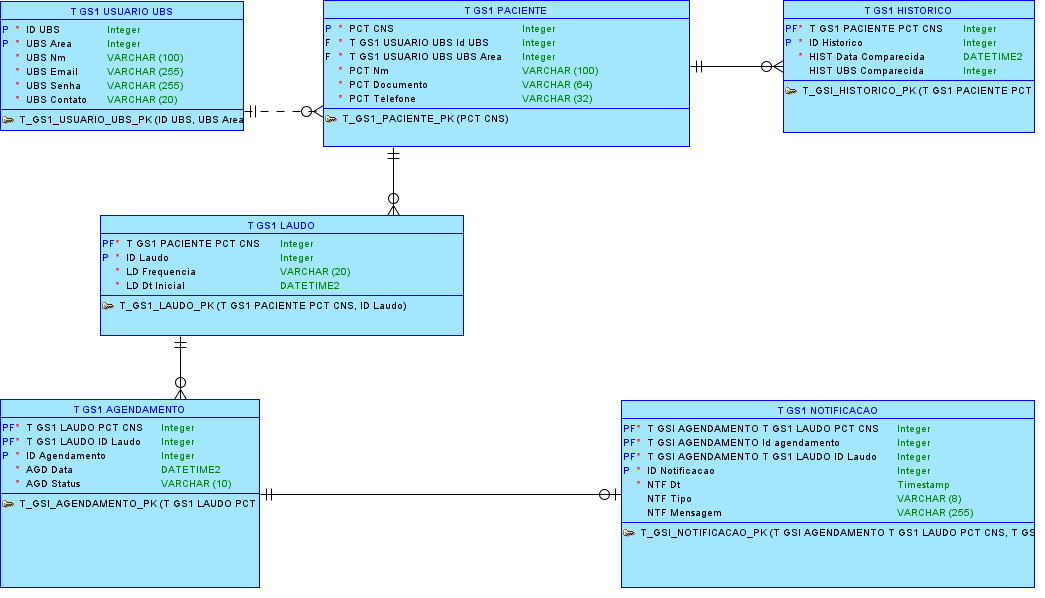 T GS1 USUARIO UBS
P * ID UBS Integer
P * UBS Area Integer
* UBS Nm VARCHAR (100)
* UBS Email VARCHAR (255)
* UBS Senha VARCHAR (255)
* UBS Contato VARCHAR (20)
T_GS1_USUARIO_UBS_PK (ID UBS, UBS Area
T GS1 PACIENTE
P * PCT CNS Integer
F * T GS1 USUARIO UBS Id UBS Integer
F * T GS1 USUARIO UBS UBS Area Integer
* PCT Nm VARCHAR (100)
* PCT Documento VARCHAR (64)
* PCT Telefone VARCHAR (32)
T_GS1_PACIENTE_PK (PCT CNS)
T GS1 HISTORICO
PF* T GS1 PACIENTE PCT CNS Integer
P * ID Historico Integer
* HIST Data Comparecida DATETIME2
HIST UBS Comparecida Integer
T_GSI_HISTORICO_PK (T GS1 PACIENTE PCT
T GS1 LAUDO
PF* T GS1 PACIENTE PCT CNS Integer
P * ID Laudo Integer
* LD Frequencia VARCHAR (20)
* LD Dt Inicial DATETIME2
T_GS1_LAUDO_PK (T GS1 PACIENTE PCT CNS, ID Laudo)
T GS1 AGENDAMENTO
PF* T GS1 LAUDO PCT CNS Integer
PF* T GS1 LAUDO ID Laudo Integer
P * ID Agendamento Integer
* AGD Data DATETIME2
* AGD Status VARCHAR (10)
T_GSI_AGENDAMENTO_PK (T GS1 LAUDO PCT
T GS1 NOTIFICACAO
PF* T GSI AGENDAMENTO T GS1 LAUDO PCT CNS Integer
PF* T GSI AGENDAMENTO Id agendamento Integer
PF* T GSI AGENDAMENTO T GS1 LAUDO ID Laudo Integer
P * ID Notificacao Integer
* NTF Dt Timestamp
NTF Tipo VARCHAR (8)
NTF Mensagem VARCHAR (255)
T_GSI_NOTIFICACAO_PK (T GSI AGENDAMENTO T GS1 LAUDO PCT CNS, T GS